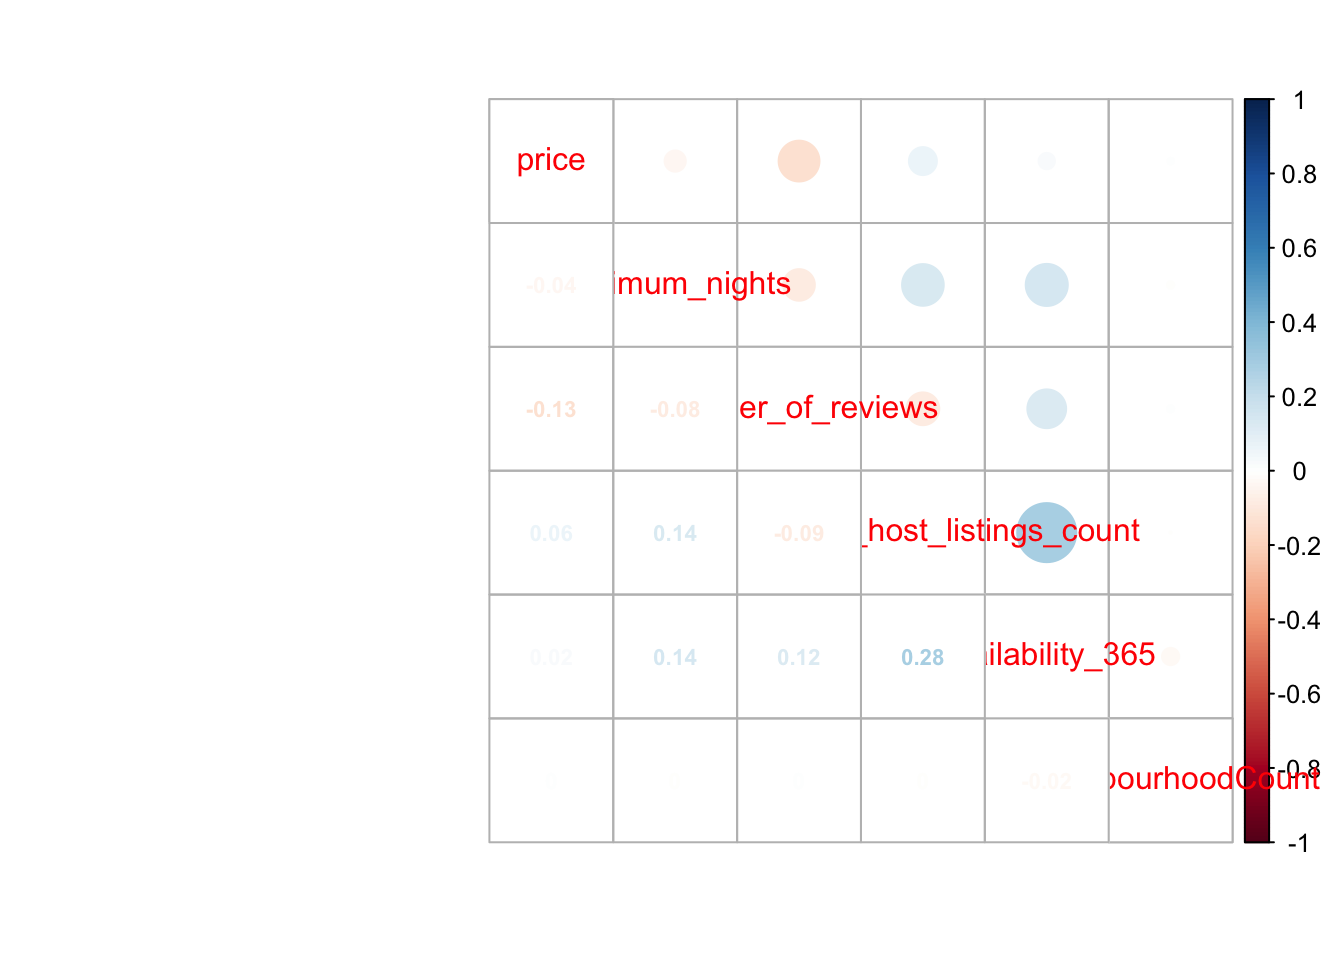 price
imum_nights
-0.04
-0.13 -0.08 er_of_reviews
0.06 0.14 -0.09 _host_listings_count
0.02 0.14 0.12 0.28 ilability_365
-0.02 ourhoodCount
1
0.8
0.6
0.4
0.2
0
-0.2
-0.4
-0.6
-0.8
-1